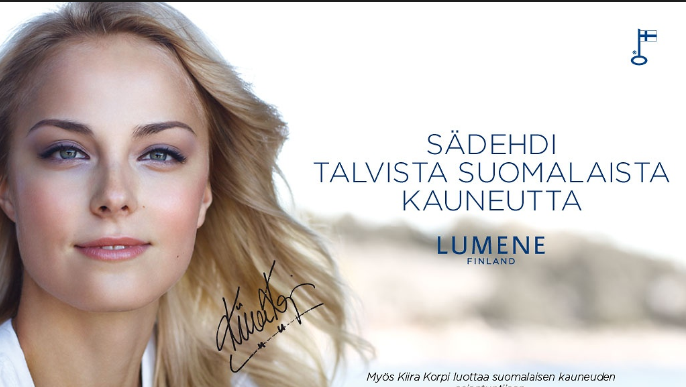 SÄDEHDI
TALVISTA SUOMALAISTA
KAUNEUTTA
LUMENE
FINLAND
Myös Kiira Korpi luottaa suomalaisen kauneuden